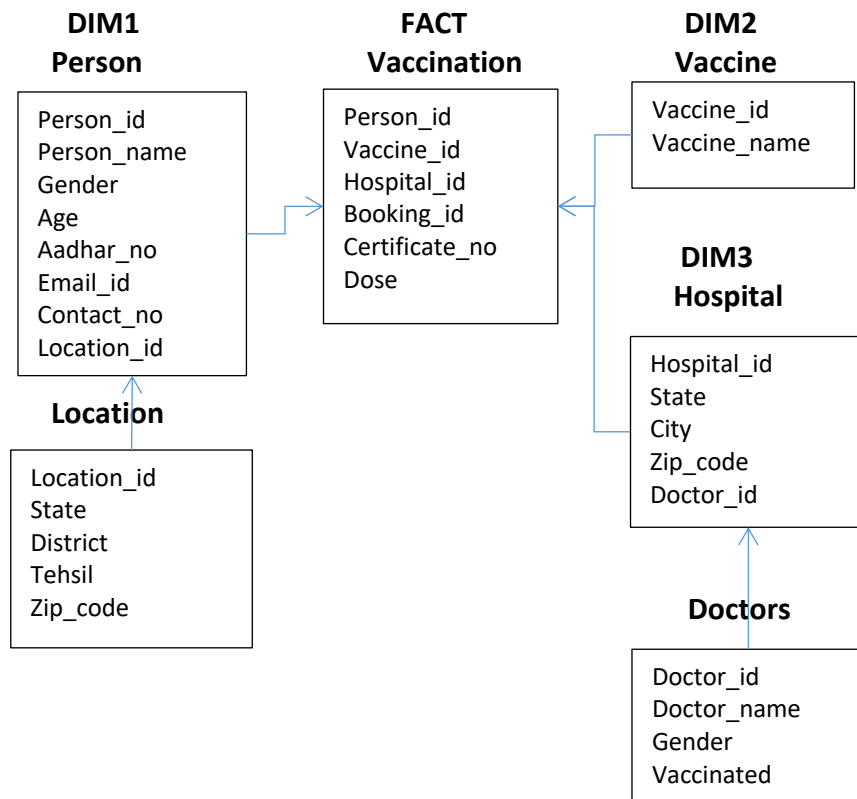 DIM1
Person
Person_id
Person_name
Gender
Age
Aadhar_no
Email_id
Contact_no
Location_id
Location
Location_id
State
District
Tehsil
Zip_code
FACT
Vaccination
Person_id
Vaccine_id
Hospital_id
Booking_id
Certificate_no
Dose
DIM2
Vaccine
Vaccine_id
Vaccine_name
DIM3
Hospital
Hospital_id
State
City
Zip_code
Doctor_id
Doctors
Doctor_id
Doctor_name
Gender
Vaccinated